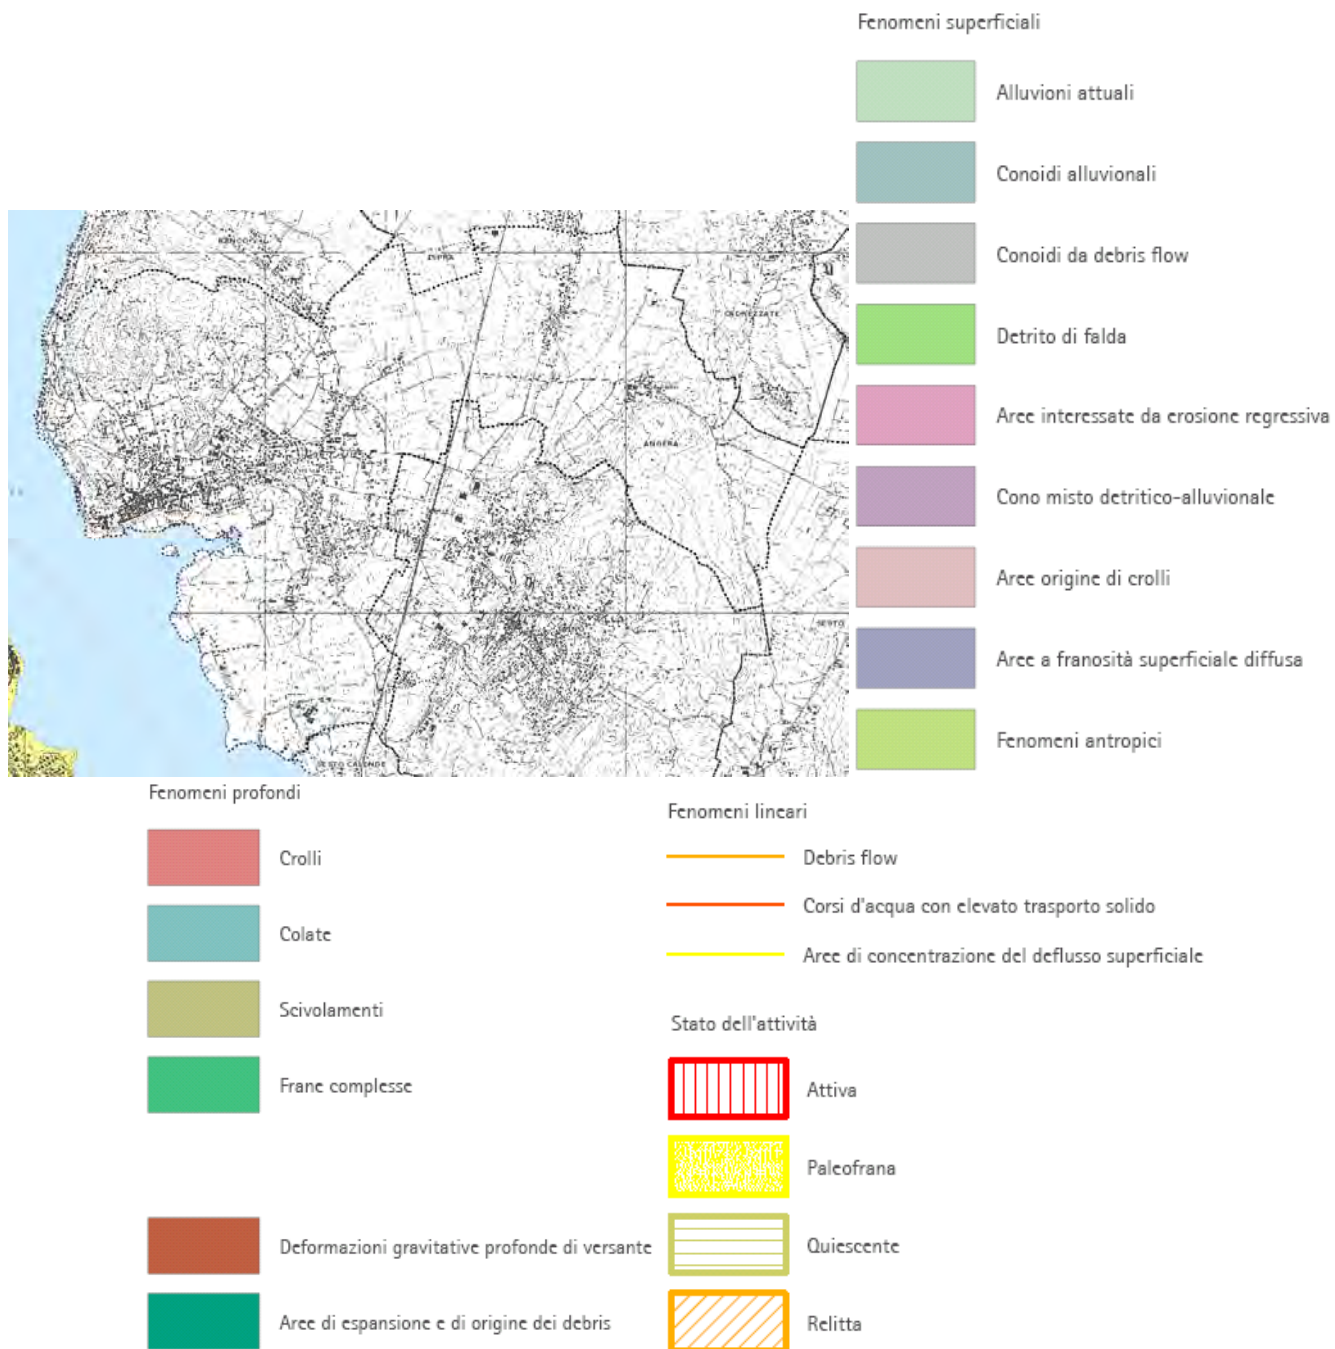 Fenomeni superficiali
Alluvioni attuali
Conoidi alluvionali
Conoidi da debris flow
Detrito di falda
Aree interessate da erosione regressiva
Cono misto detritico-alluvionale
Aree origine di crolli
Aree a franosità superficiale diffusa
Fenomeni antropici
RANCO
CADREZZATE
ANGERA
SESTO
SESTO CALENDE
Fenomeni profondi
Crolli
Colate
Scivolamenti
Frane complesse
Deformazioni gravitative profonde di versante
Aree di espansione e di origine dei debris
Fenomeni lineari
Debris flow
Corsi d'acqua con elevato trasporto solido
Aree di concentrazione del deflusso superficiale
Stato dell'attività
Attiva
Paleofrana
Quiescente
Relitta